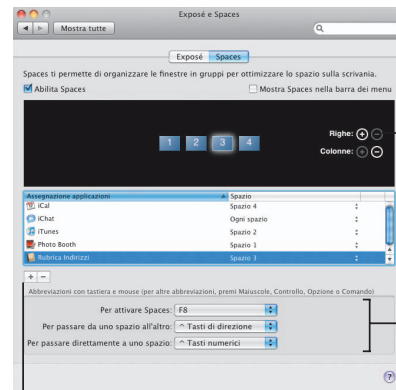 Exposé e Spaces
Mostra tutte
Exposé Spaces
Spaces ti permette di organizzare le finestre in gruppi per ottimizzare lo spazio sulla scrivania.
Abilita Spaces Mostra Spaces nella barra dei menu
1 2 3 4
Righe:
Colonne:
Assegnazione applicazioni Spazio
iCal Spazio 4
iChat Ogni spazio
iTunes Spazio 2
Photo Booth Spazio 1
Rubrica Indirizzi Spazio 3
+ −
Abbreviazioni con tastiera e mouse (per altre abbreviazioni, premi Maiuscole, Controllo, Opzione o Comando)
Per attivare Spaces: F8
Per passare da uno spazio all'altro: ^ Tasti di direzione
Per passare direttamente a uno spazio: ^ Tasti numerici
?